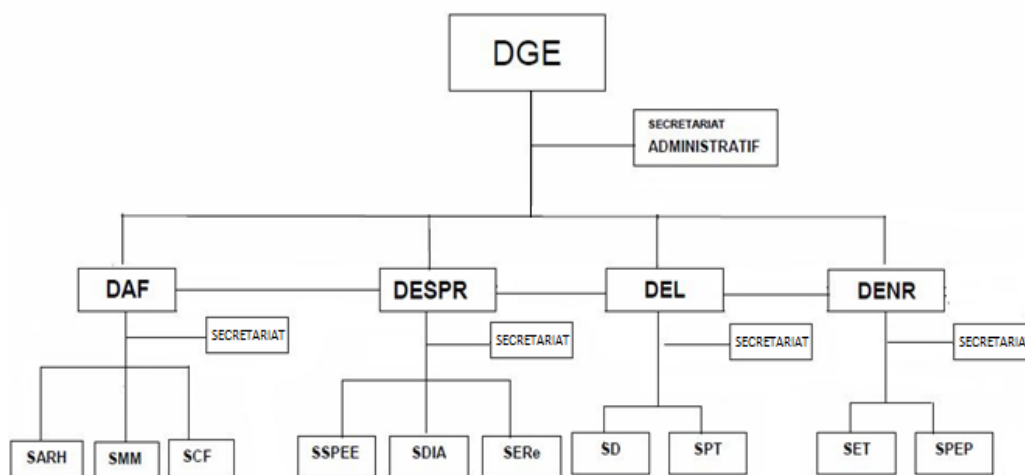 DGE
SECRETARIAT
ADMINISTRATIF
DAF
DESPR
DEL
DENR
SECRETARIAT
SECRETARIAT
SECRETARIAT
SECRETARIA
SARH
SMM
SCF
SSPEE
SDIA
SERe
SD
SPT
SET
SPEP